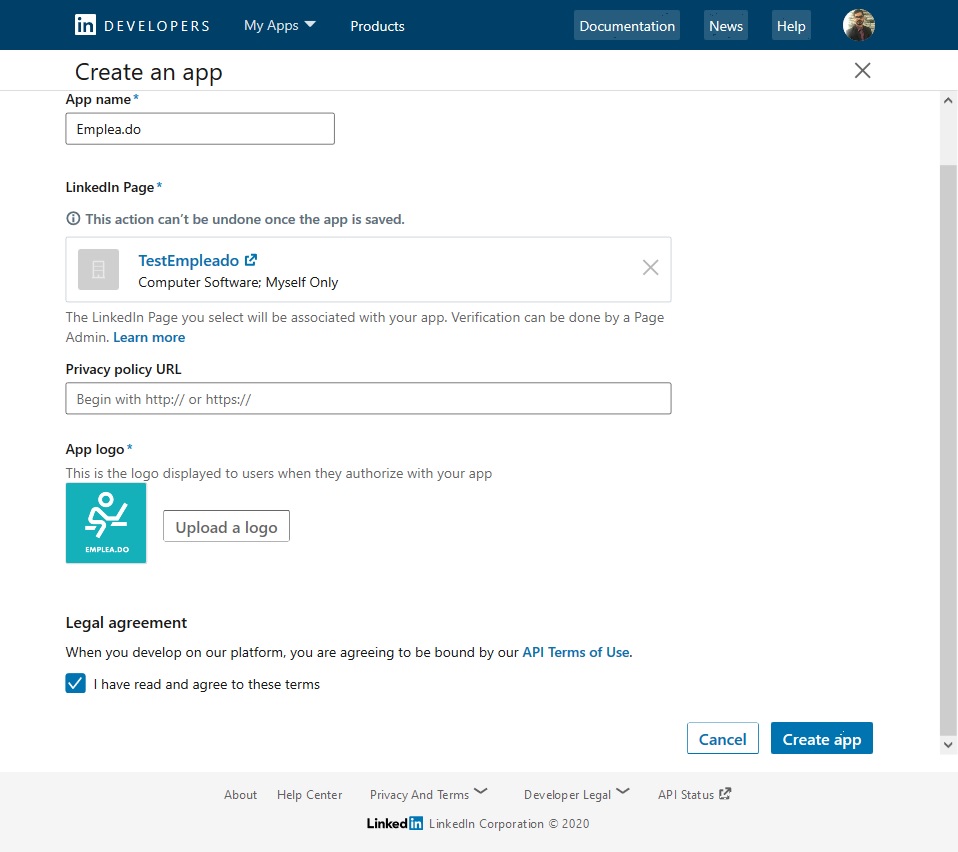 in DEVELOPERS My Apps Products Documentation News Help
Create an app
App name*
Emplea.do
LinkedIn Page*
This action can't be undone once the app is saved.
TestEmpleado
Computer Software; Myself Only
The LinkedIn Page you select will be associated with your app. Verification can be done by a Page
Admin. Learn more
Privacy policy URL
Begin with http:// or https://
App logo*
This is the logo displayed to users when they authorize with your app
EMPLEA.DO
Upload a logo
Legal agreement
When you develop on our platform, you are agreeing to be bound by our API Terms of Use.
I have read and agree to these terms
Cancel Create app
About Help Center Privacy And Terms Developer Legal API Status
Linked in LinkedIn Corporation © 2020